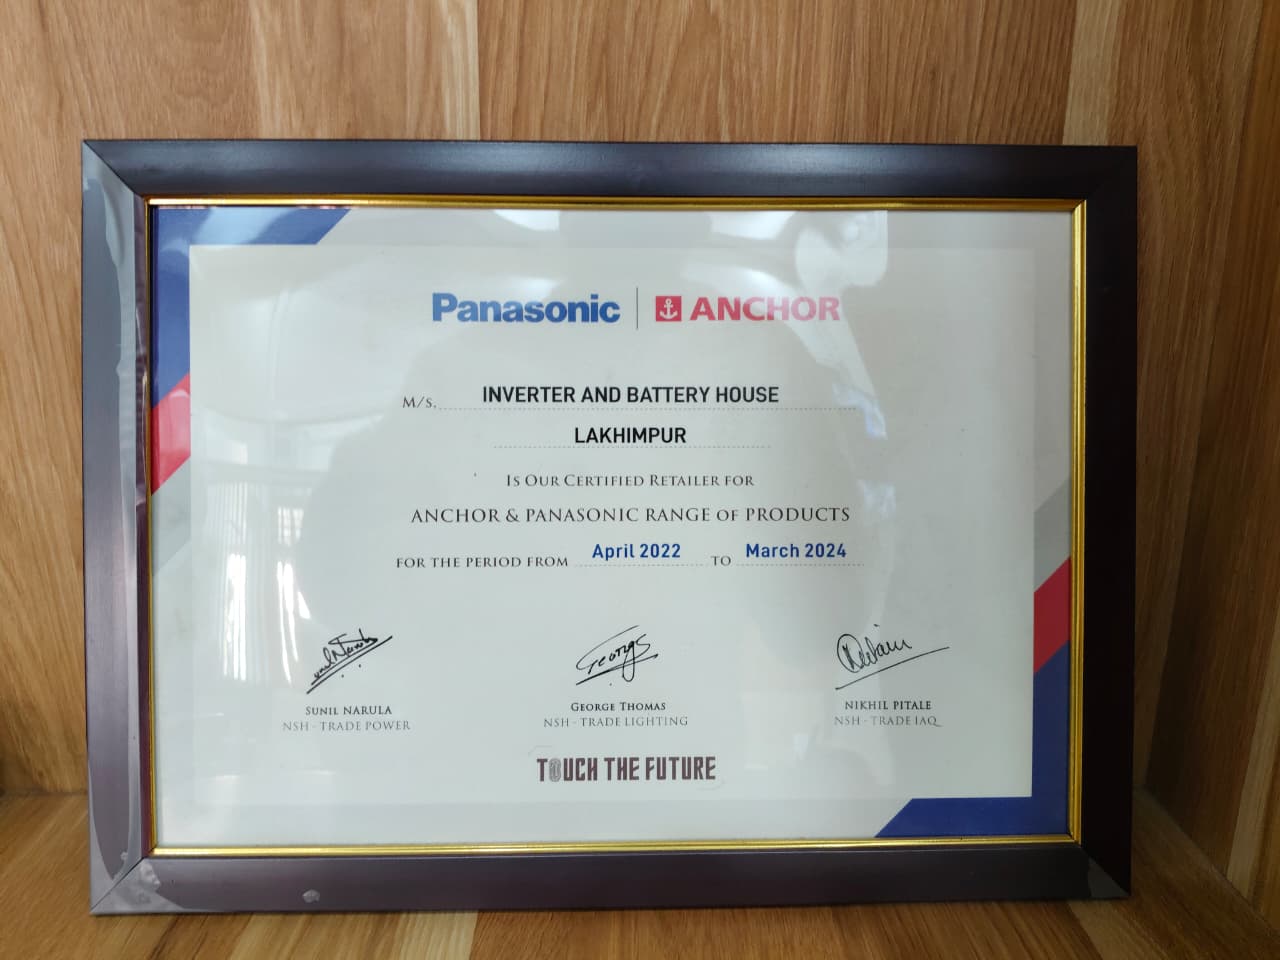 Panasonic | ANCHOR
M/S. INVERTER AND BATTERY HOUSE
LAKHIMPUR
IS OUR CERTIFIED RETAILER FOR
ANCHOR & PANASONIC RANGE OF PRODUCTS
FOR THE PERIOD FROM April 2022 TO March 2024
SUNIL NARULA GEORGE THOMAS NIKHIL PITALE
NSH - TRADE POWER NSH - TRADE LIGHTING NSH - TRADE IAQ
TOUCH THE FUTURE